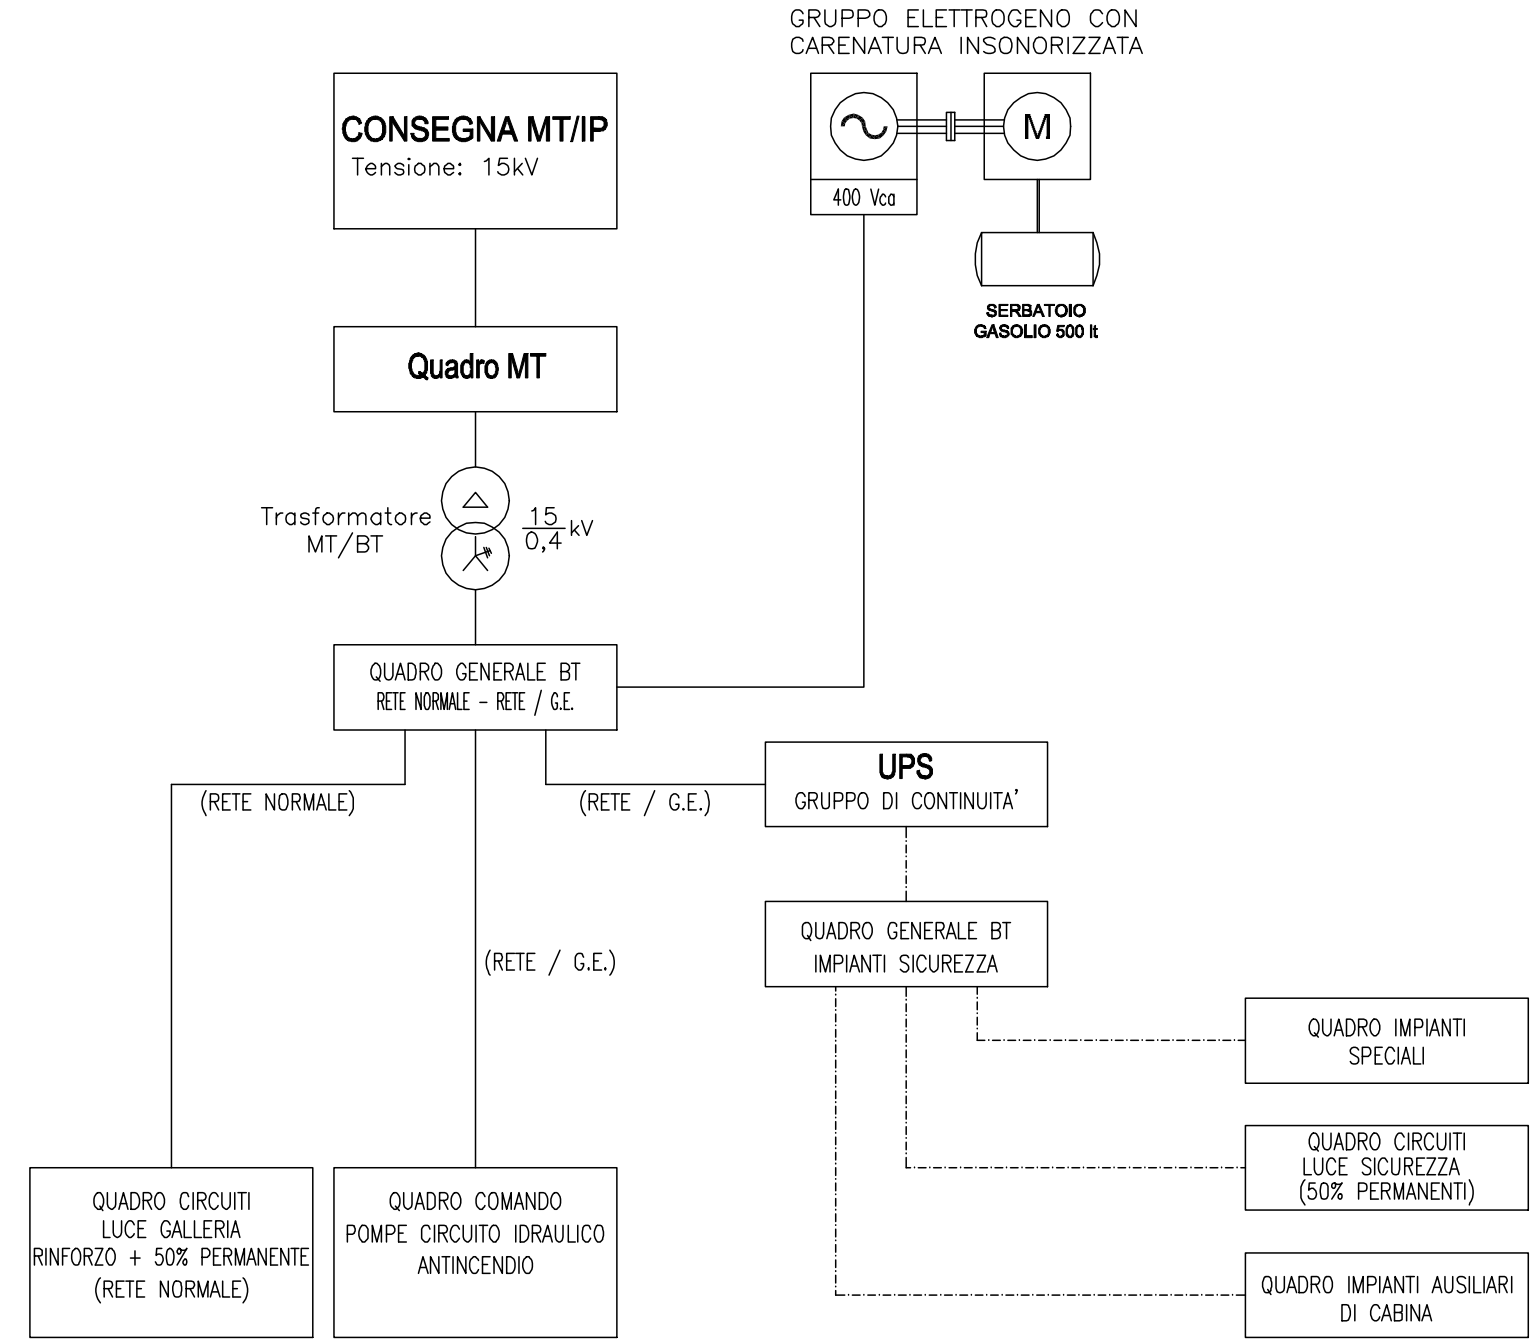 GRUPPO ELETTROGENO CON
CARENATURA INSONORIZZATA
CONSEGNA MT/IP
Tensione: 15kV
M
400 Vca
SERBATOIO
GASOLIO 500 lt
Quadro MT
Trasformatore
MT/BT
15
0,4
kV
QUADRO GENERALE BT
RETE NORMALE - RETE / G.E.
(RETE NORMALE)
(RETE / G.E.)
UPS
GRUPPO DI CONTINUITA'
(RETE / G.E.)
QUADRO GENERALE BT
IMPIANTI SICUREZZA
QUADRO IMPIANTI
SPECIALI
QUADRO CIRCUITI
LUCE SICUREZZA
(50% PERMANENTI)
QUADRO IMPIANTI AUSILIARI
DI CABINA
QUADRO CIRCUITI
LUCE GALLERIA
RINFORZO + 50% PERMANENTE
(RETE NORMALE)
QUADRO COMANDO
POMPE CIRCUITO IDRAULICO
ANTINCENDIO